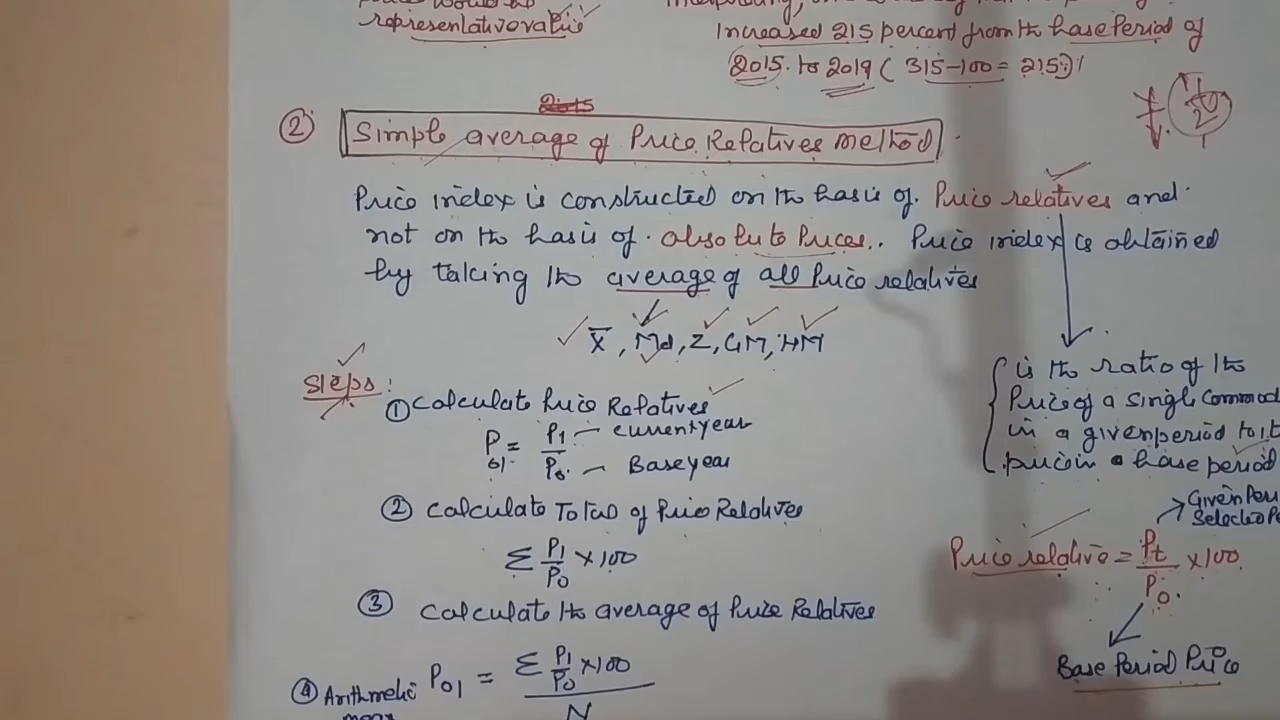 representative value
Increased 215 percent from the base Period of
2015. to 2019 ( 315-100 = 215%)
②
Simple average of Price Relatives method
Price index is constructed on the basis of. Price relatives and
not on the basis of. absolute Prices.. Price index is obtained
by taking the average of all Price relatives
X̅, Md, Z, GM, HM
Steps:
① Calculate Price Relatives
P01 = P1/P0
Current year
Base year
② Calculate Total of Price Relatives
Σ P1/P0 × 100
③ Calculate the average of Price Relatives
④ Arithmetic
P01 = Σ P1/P0 × 100 / N
is the ratio of the
Price of a single Commod
in a given period to it
price in a base period
Given Per
Selected P
Price relative = Pt/P0. × 100
Base Period Price